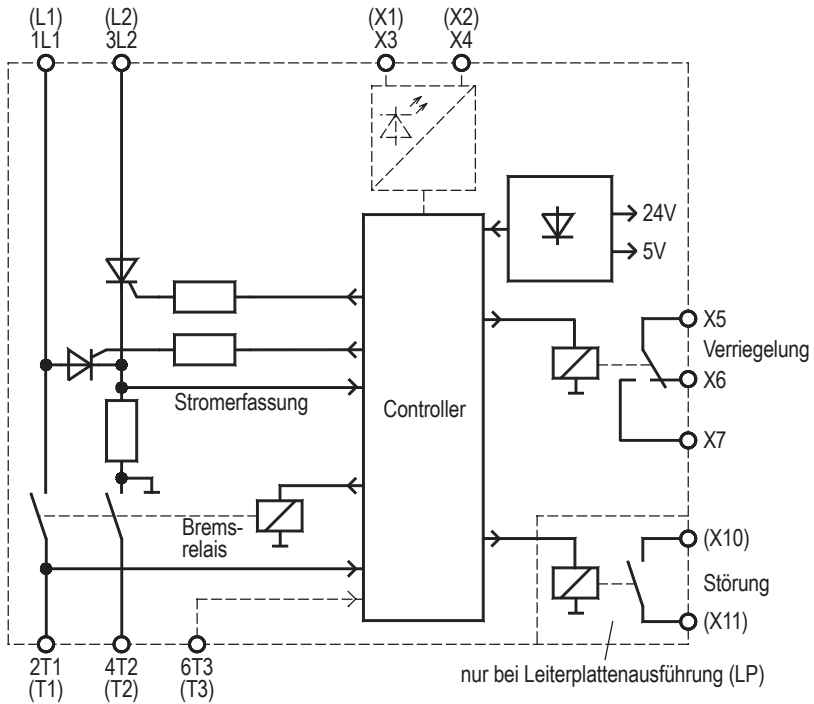 (L1) (L2) (X1) (X2)
1L1 3L2 X3 X4
24V
5V
X5
Verriegelung
X6
X7
Stromerfassung
Controller
Brems-
relais
(X10)
Störung
(X11)
2T1 4T2 6T3
(T1) (T2) (T3)
nur bei Leiterplattenausführung (LP)